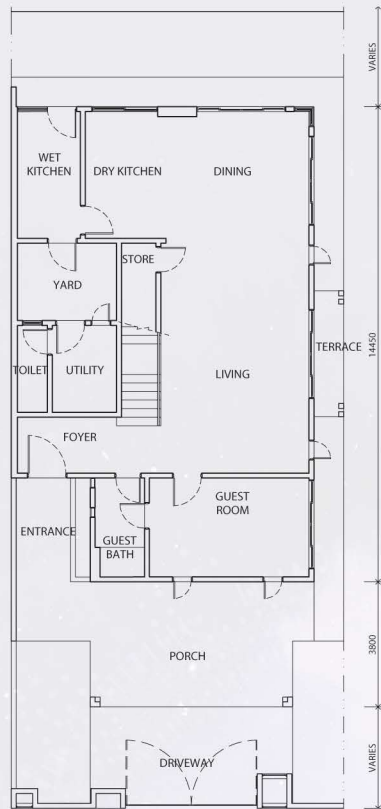 VARIES
WET
KITCHEN
DRY KITCHEN
DINING
STORE
YARD
14450
TERRACE
TOILET
UTILITY
LIVING
FOYER
GUEST
ROOM
ENTRANCE
GUEST
BATH
3800
PORCH
DRIVEWAY
VARIES